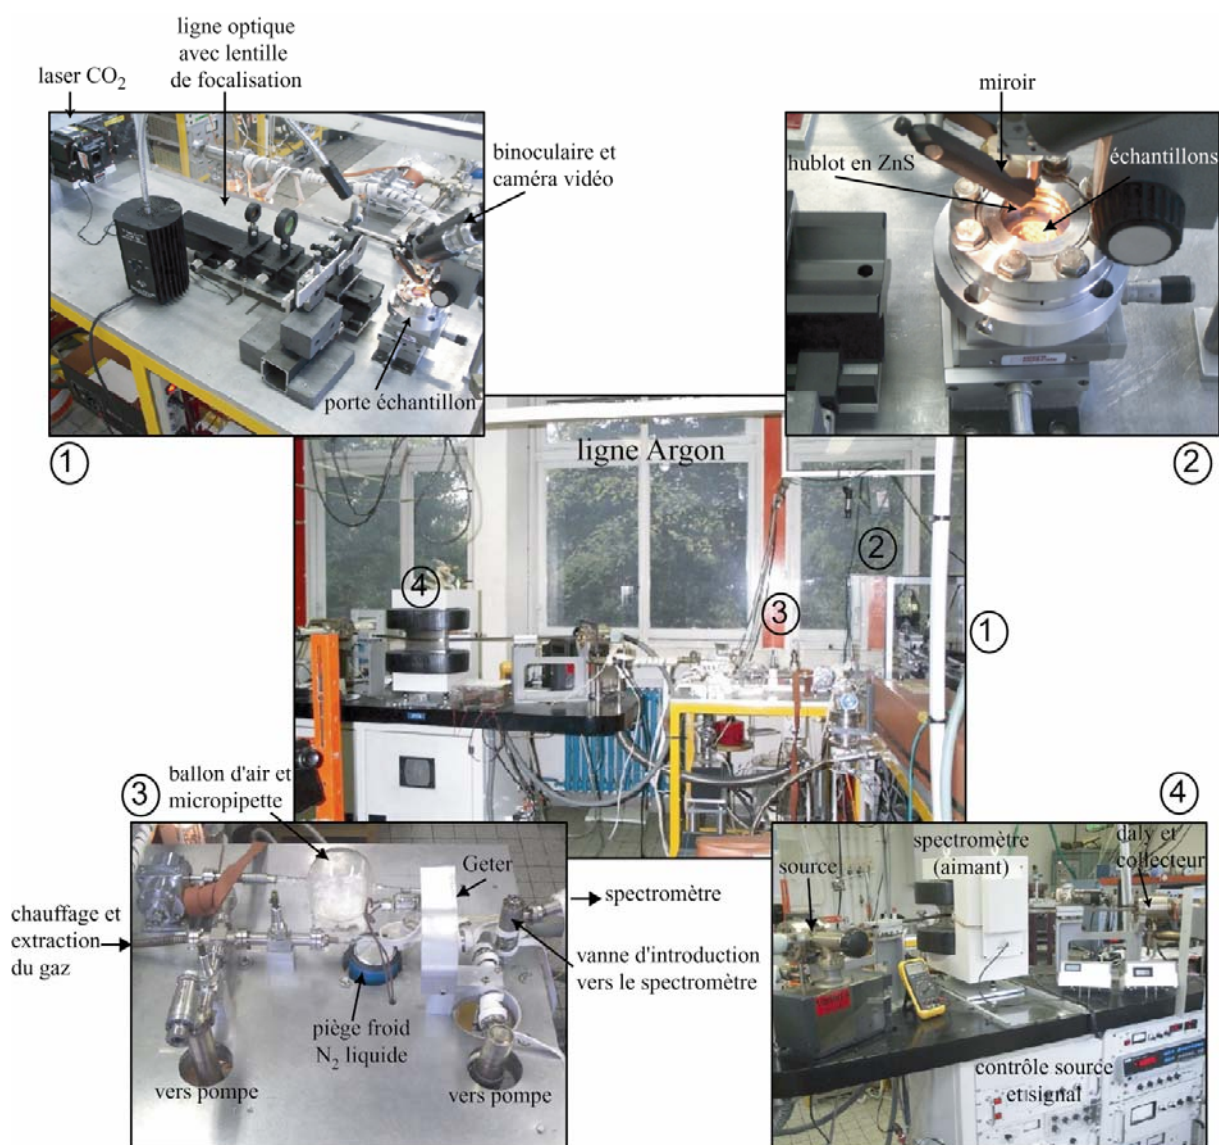 ligne optique
avec lentille
de focalisation
laser CO₂
binoculaire et
caméra vidéo
porte échantillon
1
miroir
hublot en ZnS
échantillons
2
ligne Argon
4
2
3
1
3
ballon d'air et
micropipette
Geter
chauffage et
extraction
du gaz
spectromètre
vanne d'introduction
vers le spectromètre
piège froid
N₂ liquide
vers pompe
vers pompe
4
source
spectromètre
(aimant)
daly et
collecteur
contrôle source
et signal